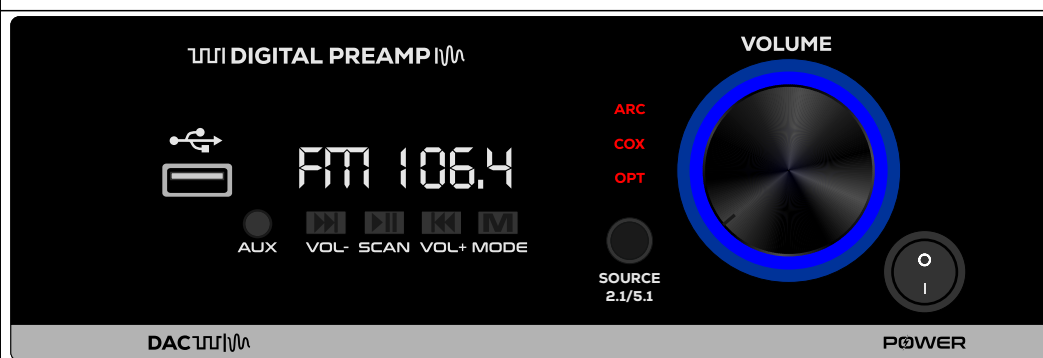 DIGITAL PREAMP
VOLUME
ARC
COX
OPT
FM 106.4
M
AUX
VOL- SCAN VOL+ MODE
SOURCE
2.1/5.1
DAC
POWER